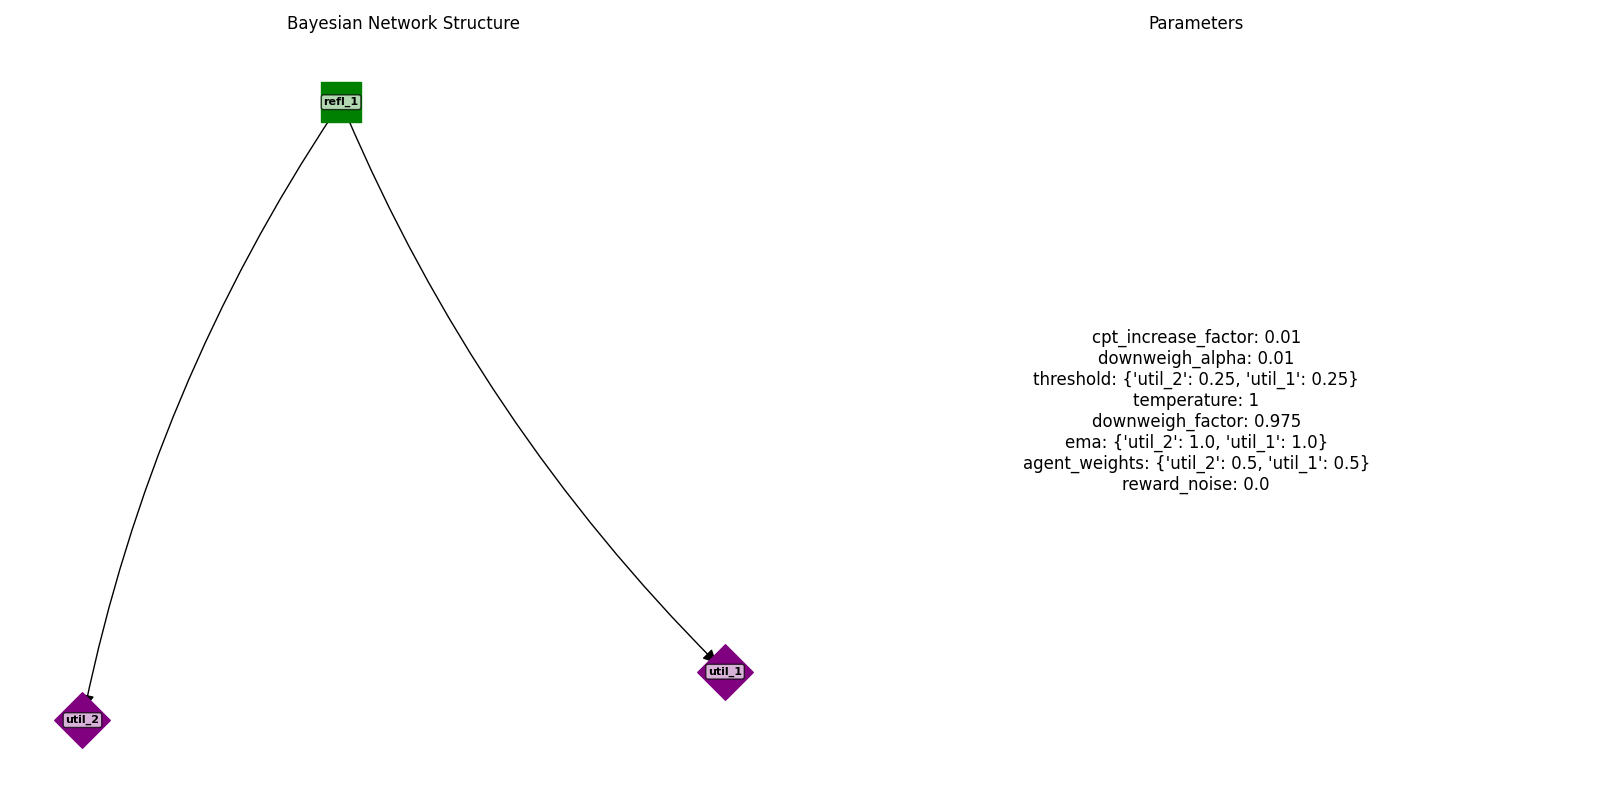 Bayesian Network Structure
refl_1
util_1
util_2
Parameters
cpt_increase_factor: 0.01
downweigh_alpha: 0.01
threshold: {'util_2': 0.25, 'util_1': 0.25}
temperature: 1
downweigh_factor: 0.975
ema: {'util_2': 1.0, 'util_1': 1.0}
agent_weights: {'util_2': 0.5, 'util_1': 0.5}
reward_noise: 0.0